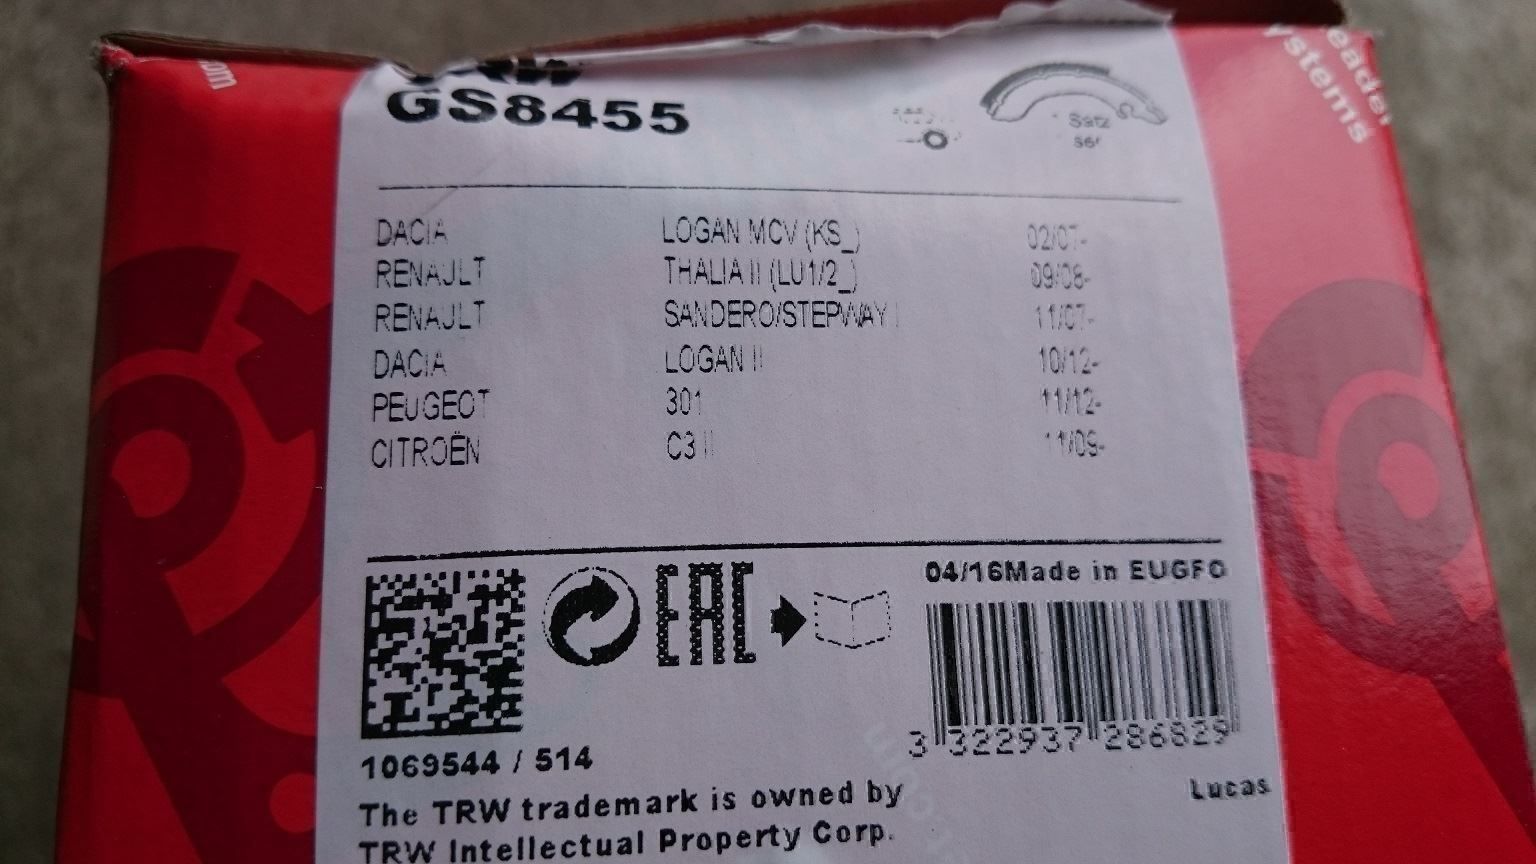 TRW
GS8455
Satz
set
DACIA LOGAN MCV (KS_) 02/07-
RENAULT THALIA II (LU1/2_) 09/08-
RENAULT SANDERO/STEPWAY I 11/07-
DACIA LOGAN II 10/12-
PEUGEOT 301 11/12-
CITROËN C3 II 11/09-
EAC
04/16Made in EUGFO
3 322937 286829
1069544 / 514
Lucas
The TRW trademark is owned by
TRW Intellectual Property Corp.
ystems